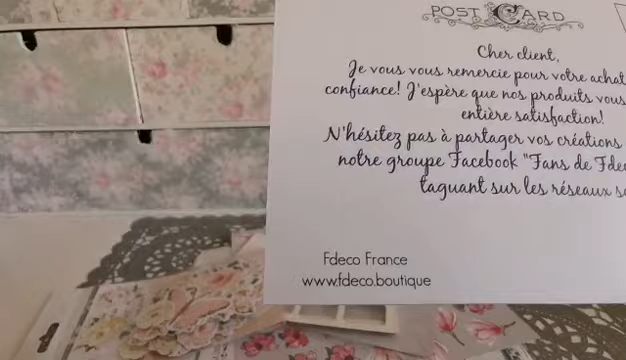 POST CARD
Cher client,
Je vous vous remercie pour votre achat
confiance! J'espère que nos produits vous
entière satisfaction!
N'hésitez pas à partager vos créations
notre groupe Facebook "Fans de Fdec
taguant sur les réseaux s
Fdeco France
www.fdeco.boutique